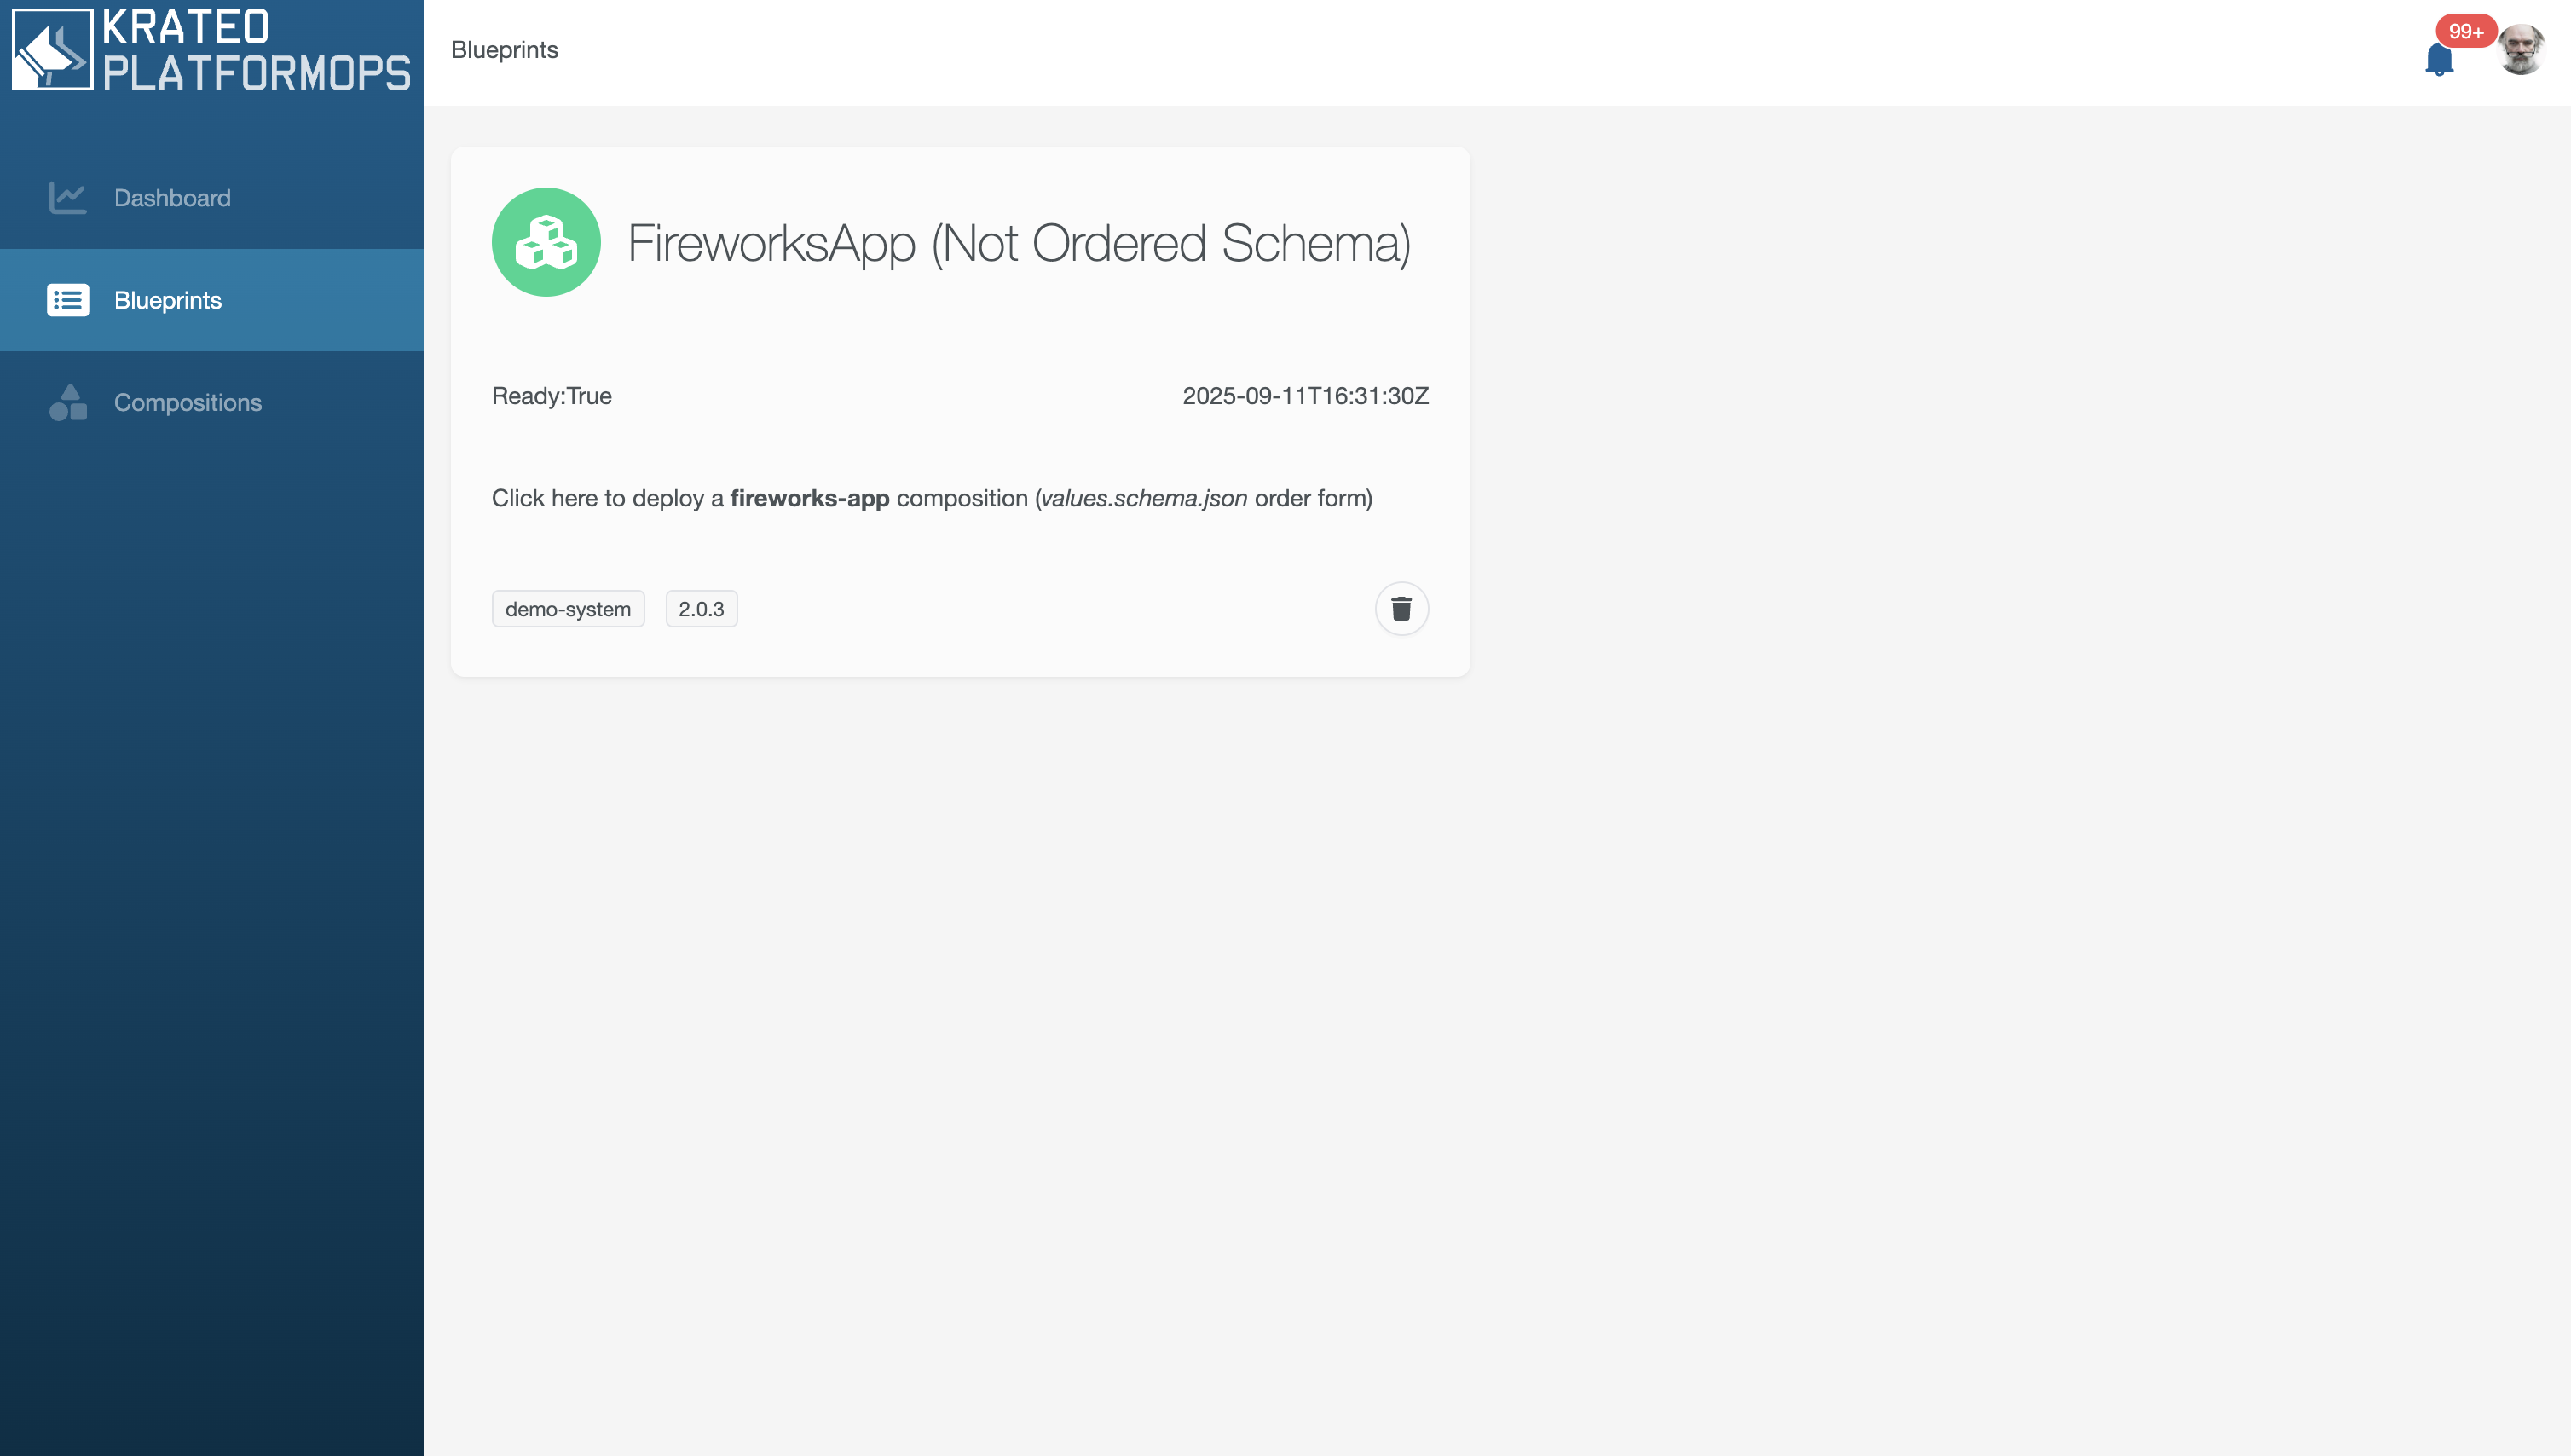 KRATEO
PLATFORMOPS
Blueprints
99+
Dashboard
Blueprints
Compositions
FireworksApp (Not Ordered Schema)
Ready:True
2025-09-11T16:31:30Z
Click here to deploy a fireworks-app composition (values.schema.json order form)
demo-system
2.0.3